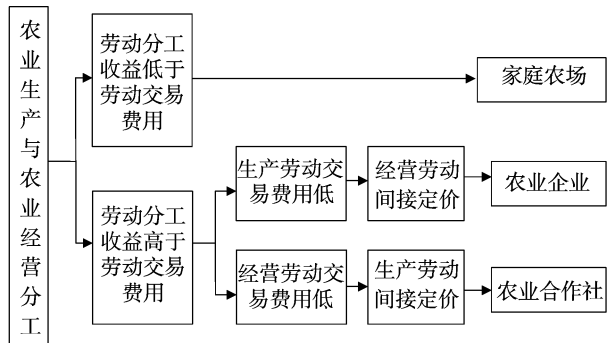 农业生产与农业经营分工
劳动分工
收益低于
劳动交易
费用
家庭农场
劳动分工
收益高于
劳动交易
费用
生产劳动交
易费用低
经营劳动
间接定价
农业企业
经营劳动交
易费用低
生产劳动
间接定价
农业合作社